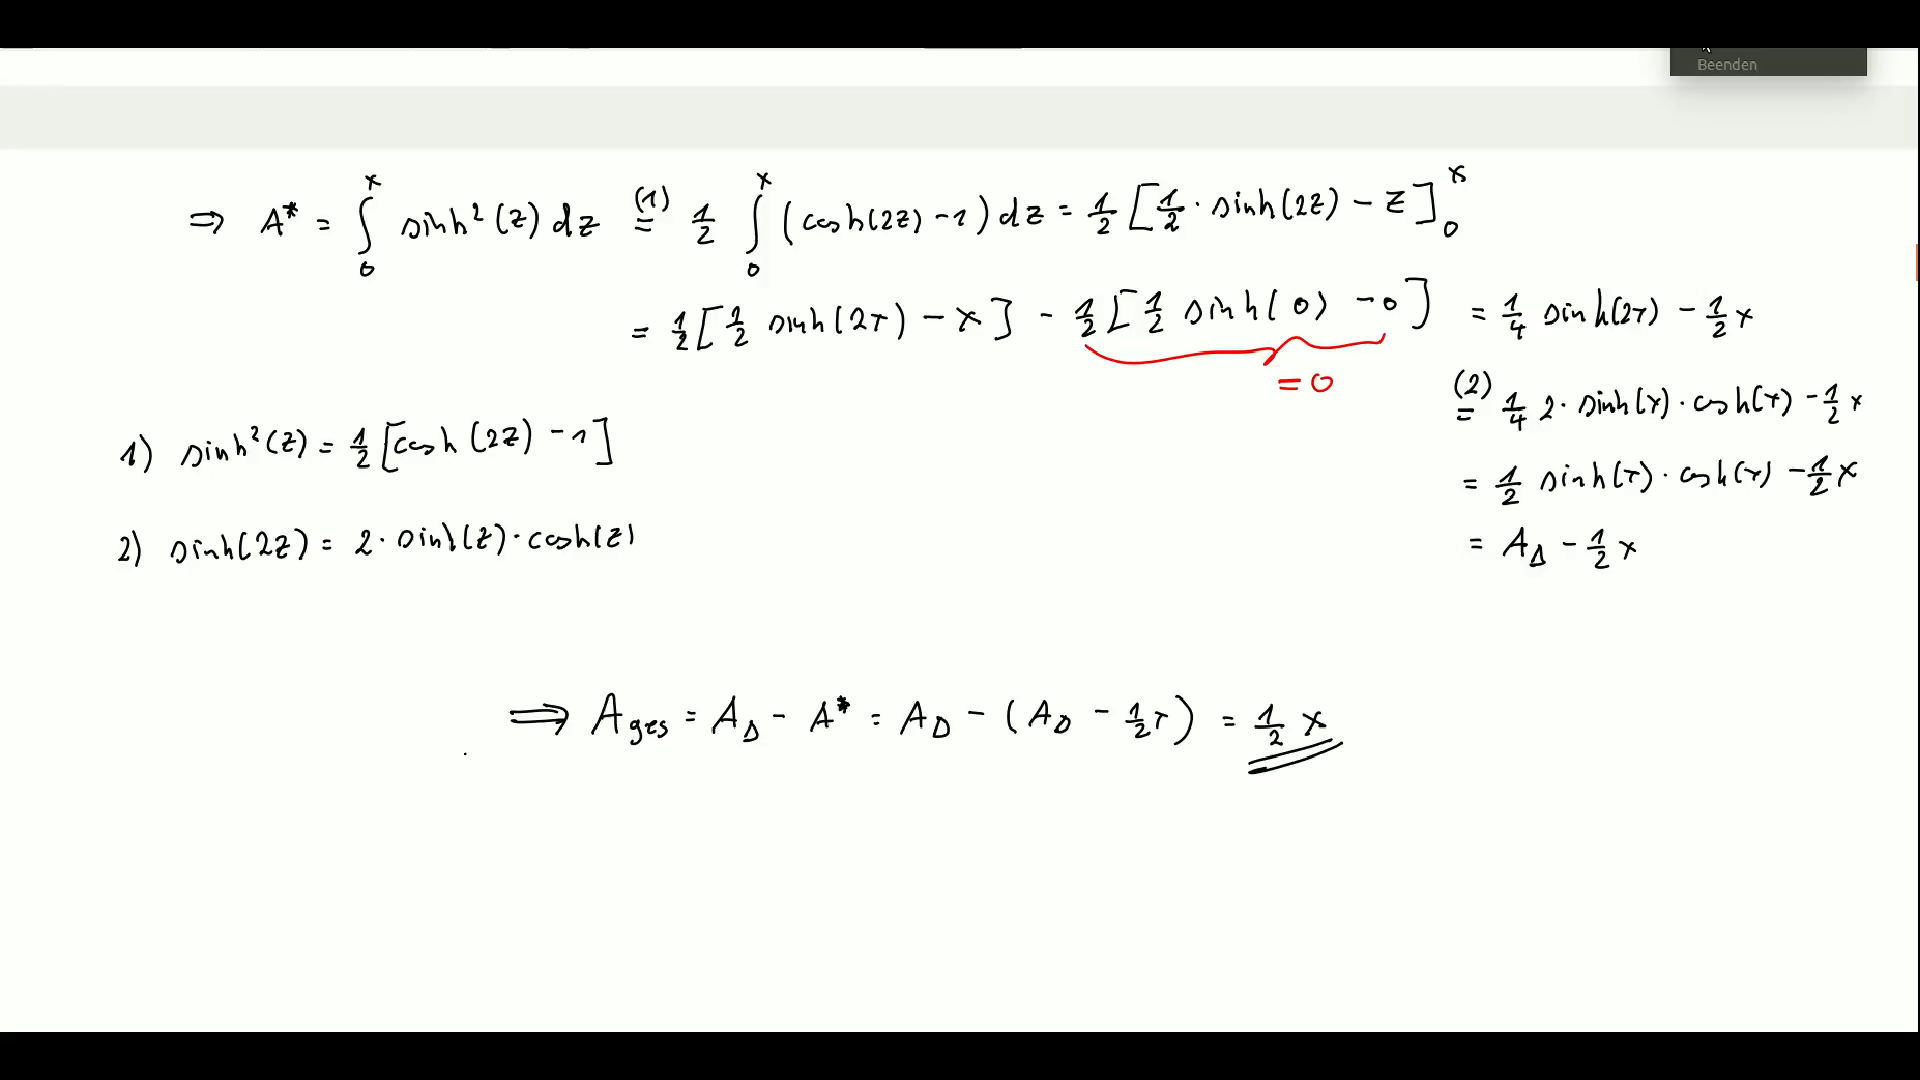 Beenden
⇒ A* = ∫₀ˣ sinh²(z) dz =⁽¹⁾ 1/2 ∫₀ˣ (cosh(2z) - 1) dz = 1/2 [1/2 · sinh(2z) - z]₀ˣ
= 1/2 [1/2 sinh(2x) - x] - 1/2 [1/2 sinh(0) - 0] = 1/4 sinh(2x) - 1/2 x
= 0
=⁽²⁾ 1/4 2 · sinh(x) · cosh(x) - 1/2 x
1) sinh²(z) = 1/2 [cosh(2z) - 1]
= 1/2 sinh(x) · cosh(x) - 1/2 x
2) sinh(2z) = 2 · sinh(z) · cosh(z)
= A_Δ - 1/2 x
⇒ A_ges = A_Δ - A* = A_Δ - (A_Δ - 1/2 x) = 1/2 x